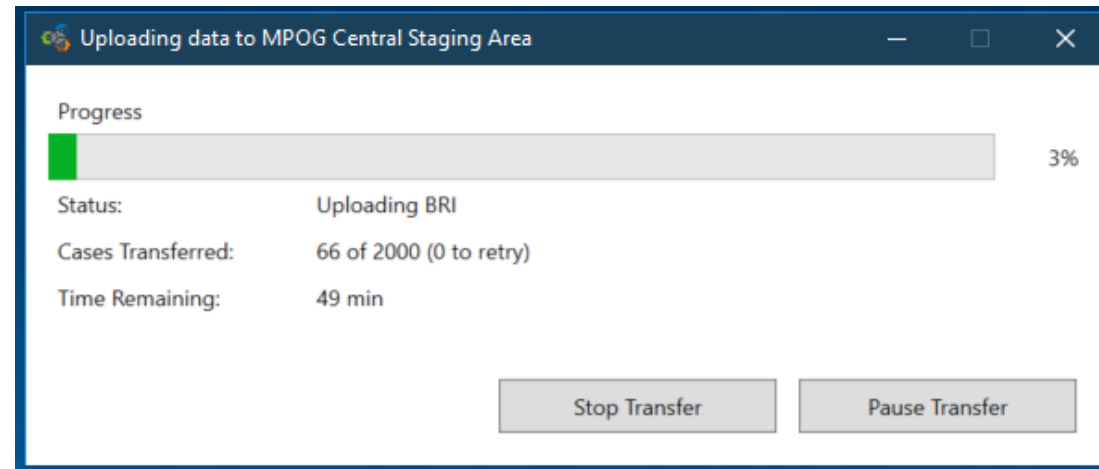 Uploading data to MPOG Central Staging Area
Progress
3%
Status: Uploading BRI
Cases Transferred: 66 of 2000 (0 to retry)
Time Remaining: 49 min
Stop Transfer Pause Transfer